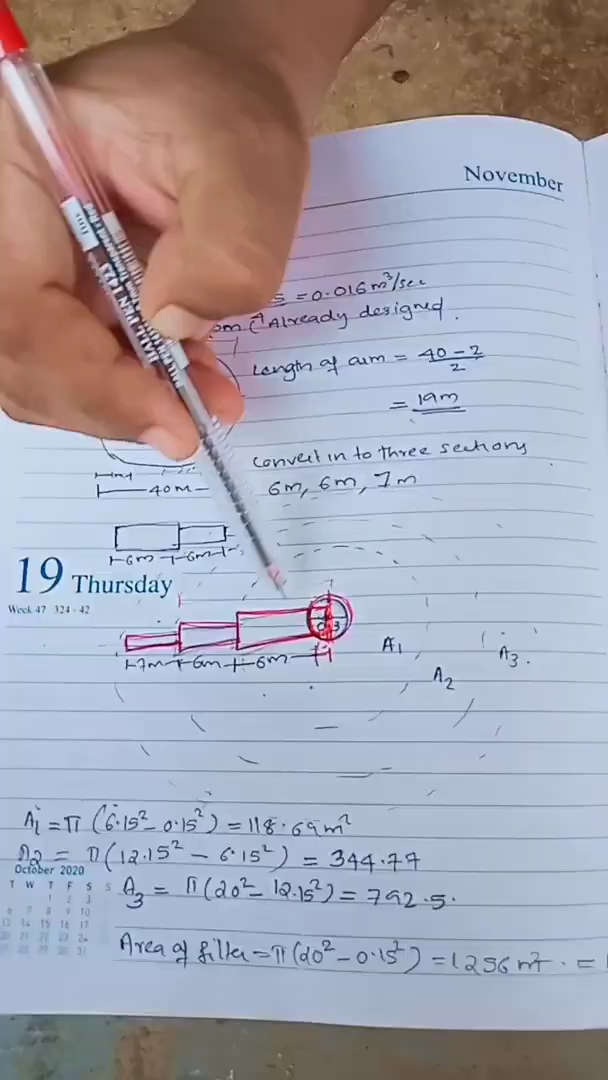 November
= 0.016 m³/sec
(Already designed.
Length of arm = 40-2/2
= 19m
Convert in to three sections
6m, 6m, 7m
40M
6m 6m
19 Thursday
Week 47 324 - 42
0.3
7m 6m 6m
A1 A2 A3.
A1 = π (6.15² - 0.15²) = 118.69 m²
A2 = π(12.15² - 6.15²) = 344.77
October 2020
T W T F S S
A3 = π(20² - 12.15²) = 792.5.
Area of filter = π(20² - 0.15²) = 1256 m². =